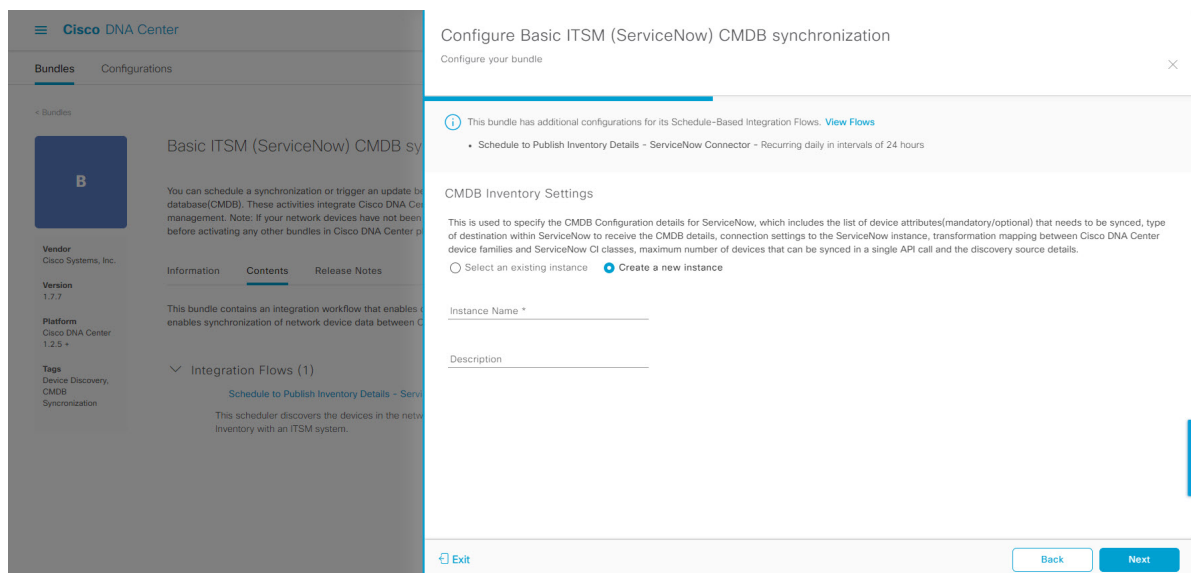 Cisco DNA Center
Bundles Configurations
< Bundles
B
Vendor
Cisco Systems, Inc.
Version
1.7.7
Platform
Cisco DNA Center
1.2.5 +
Tags
Device Discovery,
CMDB
Syncronization
Basic ITSM (ServiceNow) CMDB sy
You can schedule a synchronization or trigger an update be
database(CMDB). These activities integrate Cisco DNA Cen
management. Note: If your network devices have not been
before activating any other bundles in Cisco DNA Center p
Information Contents Release Notes
This bundle contains an integration workflow that enables
enables synchronization of network device data between C
Integration Flows (1)
Schedule to Publish Inventory Details - Servi
This scheduler discovers the devices in the netw
Inventory with an ITSM system.
Configure Basic ITSM (ServiceNow) CMDB synchronization
Configure your bundle
This bundle has additional configurations for its Schedule-Based Integration Flows. View Flows
• Schedule to Publish Inventory Details - ServiceNow Connector - Recurring daily in intervals of 24 hours
CMDB Inventory Settings
This is used to specify the CMDB Configuration details for ServiceNow, which includes the list of device attributes(mandatory/optional) that needs to be synced, type
of destination within ServiceNow to receive the CMDB details, connection settings to the ServiceNow instance, transformation mapping between Cisco DNA Center
device families and ServiceNow CI classes, maximum number of devices that can be synced in a single API call and the discovery source details.
Select an existing instance Create a new instance
Instance Name *
Description
Exit Back Next